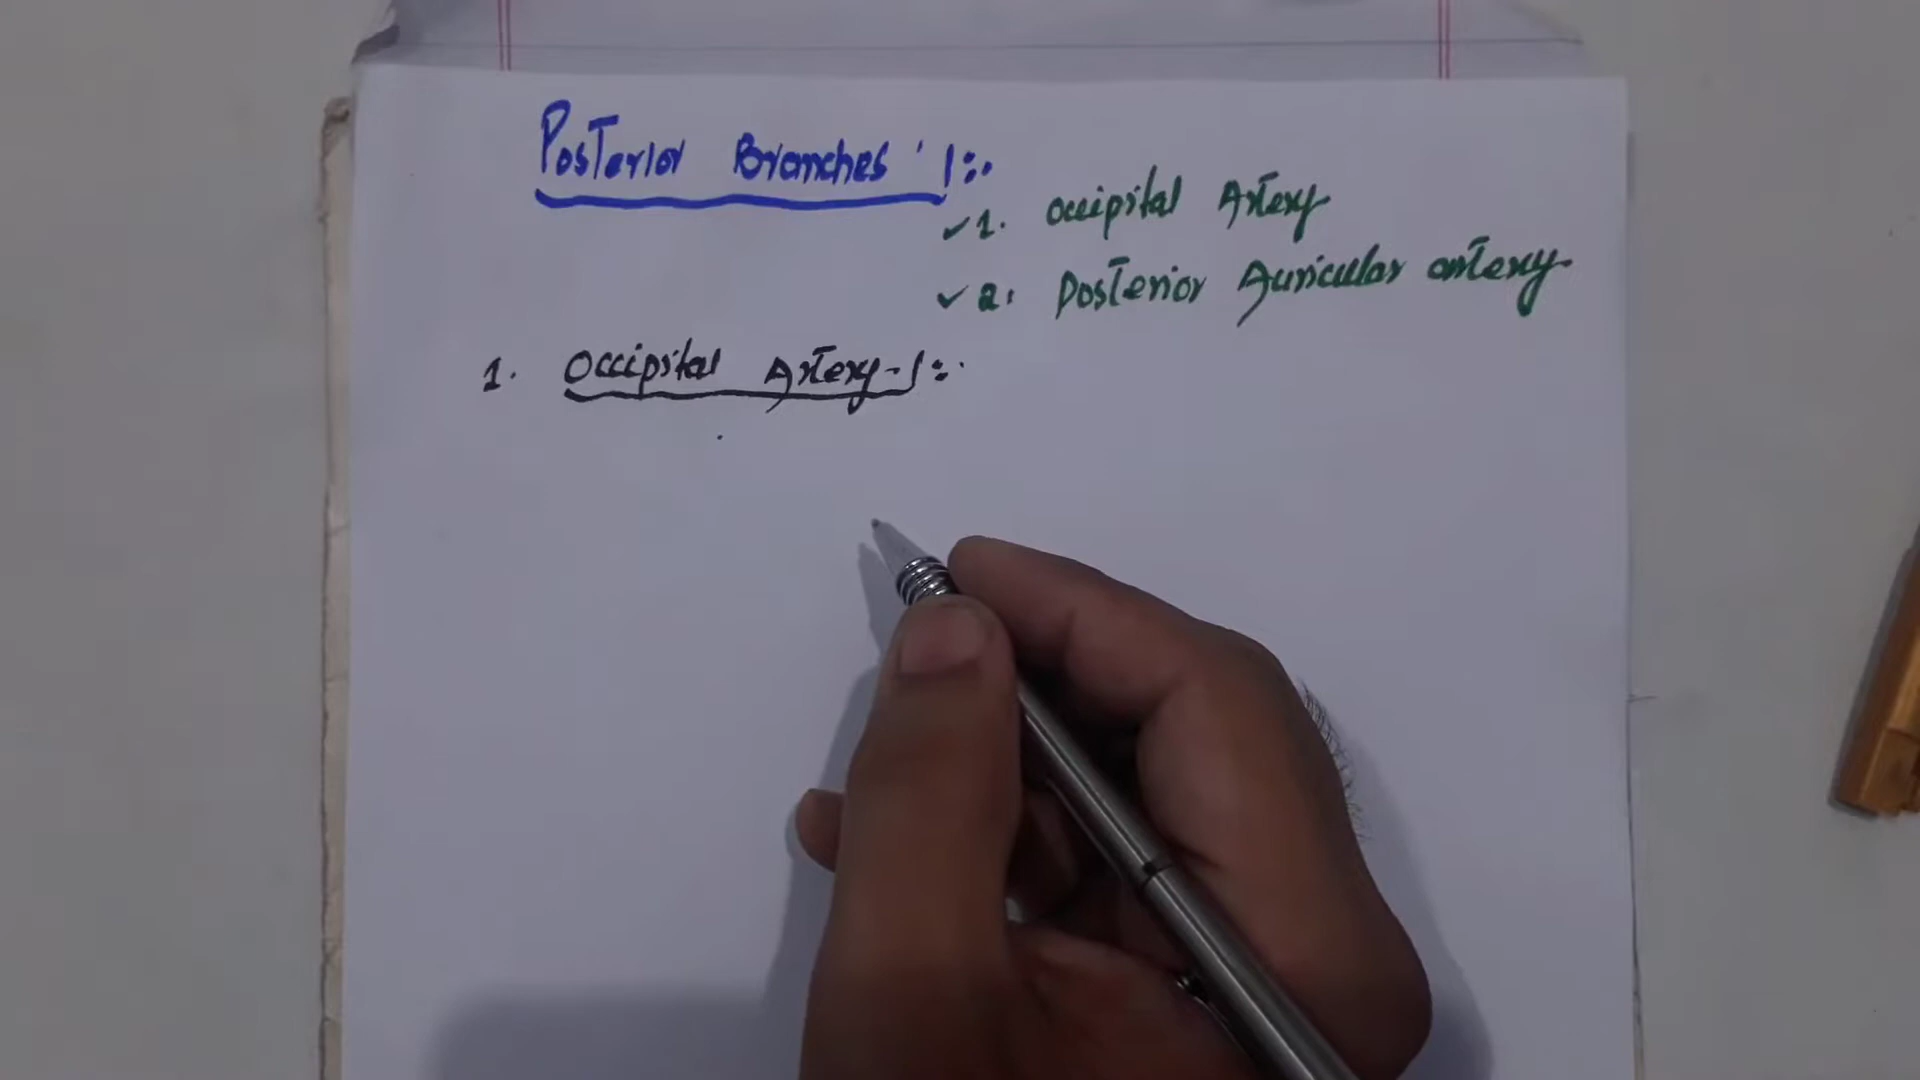 Posterior Branches :-
✓1. Occipital Artery
✓2. Posterior Auricular artery
1. Occipital Artery :-